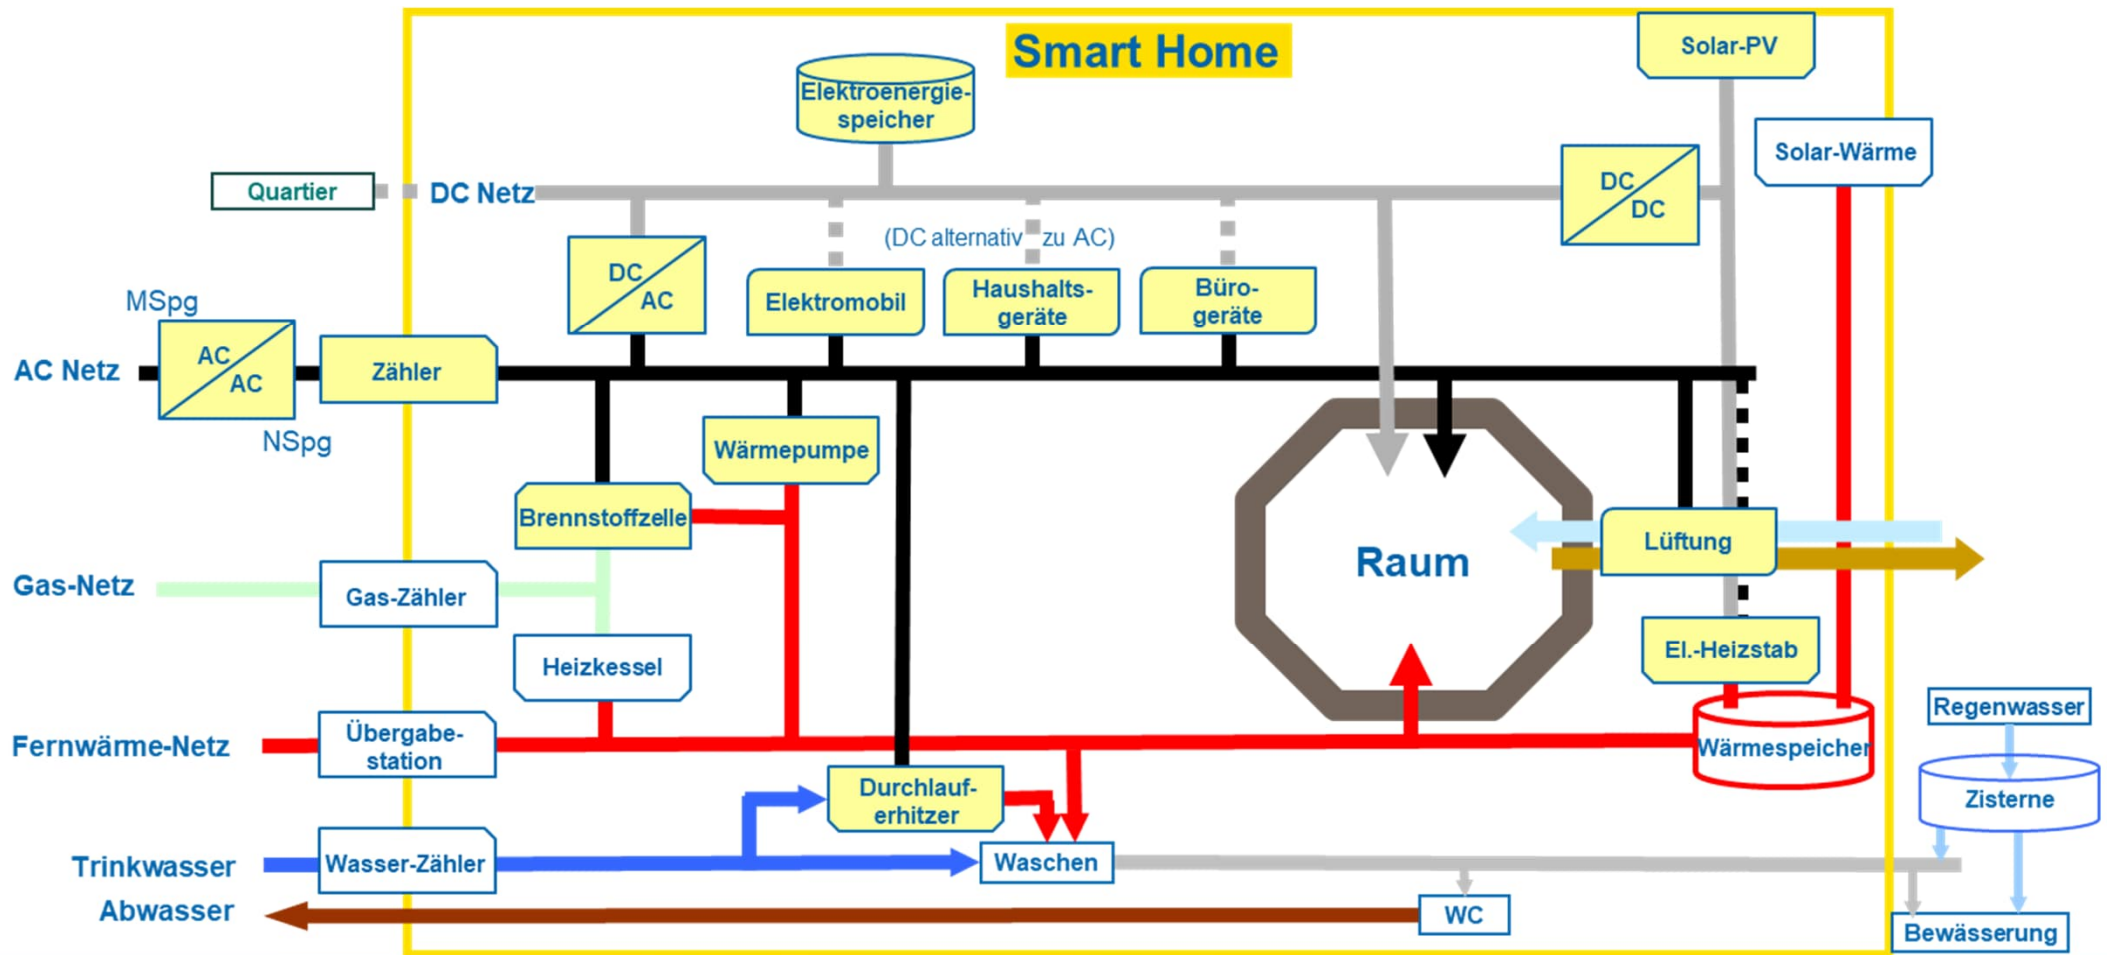 Smart Home
Solar-PV
Elektroenergie-
speicher
Solar-Wärme
Quartier
DC Netz
DC
DC
(DC alternativ zu AC)
DC
AC
Elektromobil
Haushalts-
geräte
Büro-
geräte
MSpg
AC Netz
AC
AC
Zähler
NSpg
Wärmepumpe
Brennstoffzelle
Lüftung
Raum
Gas-Netz
Gas-Zähler
Heizkessel
El.-Heizstab
Regenwasser
Fernwärme-Netz
Übergabe-
station
Wärmespeicher
Durchlauf-
erhitzer
Zisterne
Trinkwasser
Wasser-Zähler
Waschen
Abwasser
WC
Bewässerung